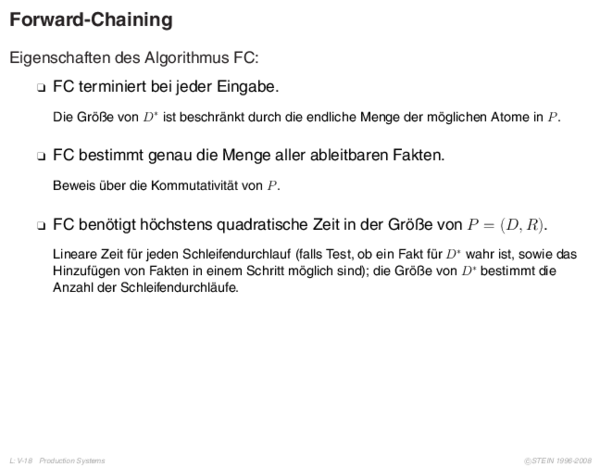 Forward-Chaining
Eigenschaften des Algorithmus FC:
❑ FC terminiert bei jeder Eingabe.
Die Größe von D* ist beschränkt durch die endliche Menge der möglichen Atome in P.
❑ FC bestimmt genau die Menge aller ableitbaren Fakten.
Beweis über die Kommutativität von P.
❑ FC benötigt höchstens quadratische Zeit in der Größe von P = (D, R).
Lineare Zeit für jeden Schleifendurchlauf (falls Test, ob ein Fakt für D* wahr ist, sowie das
Hinzufügen von Fakten in einem Schritt möglich sind); die Größe von D* bestimmt die
Anzahl der Schleifendurchläufe.
L: V-18 Production Systems ©STEIN 1996-2008